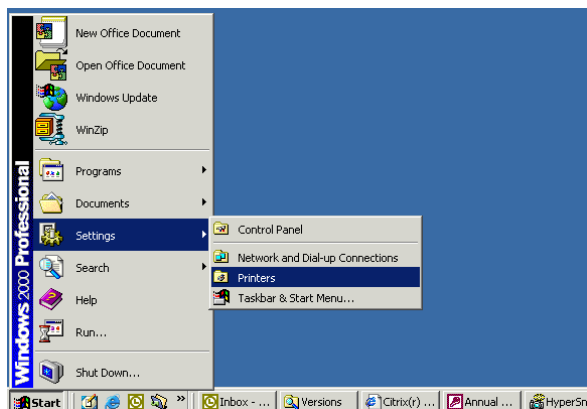 New Office Document
Open Office Document
Windows Update
WinZip
Programs
Documents
Settings
Search
Help
Run...
Shut Down...
Windows 2000 Professional
Control Panel
Network and Dial-up Connections
Printers
Taskbar & Start Menu...
Start » Inbox - ... Versions Citrix(r) ... Annual ... HyperSn